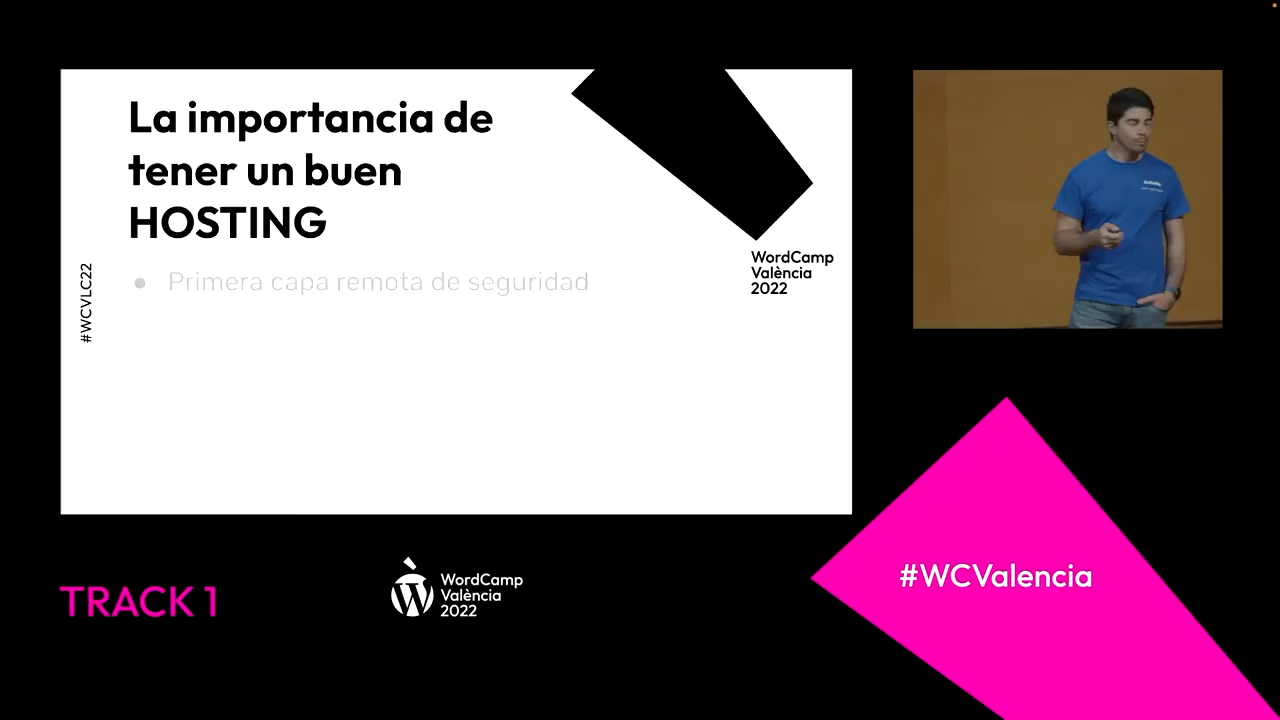 La importancia de
tener un buen
HOSTING
Primera capa remota de seguridad
#WCVLC22
WordCamp
València
2022
TRACK 1
WordCamp
València
2022
#WCValencia